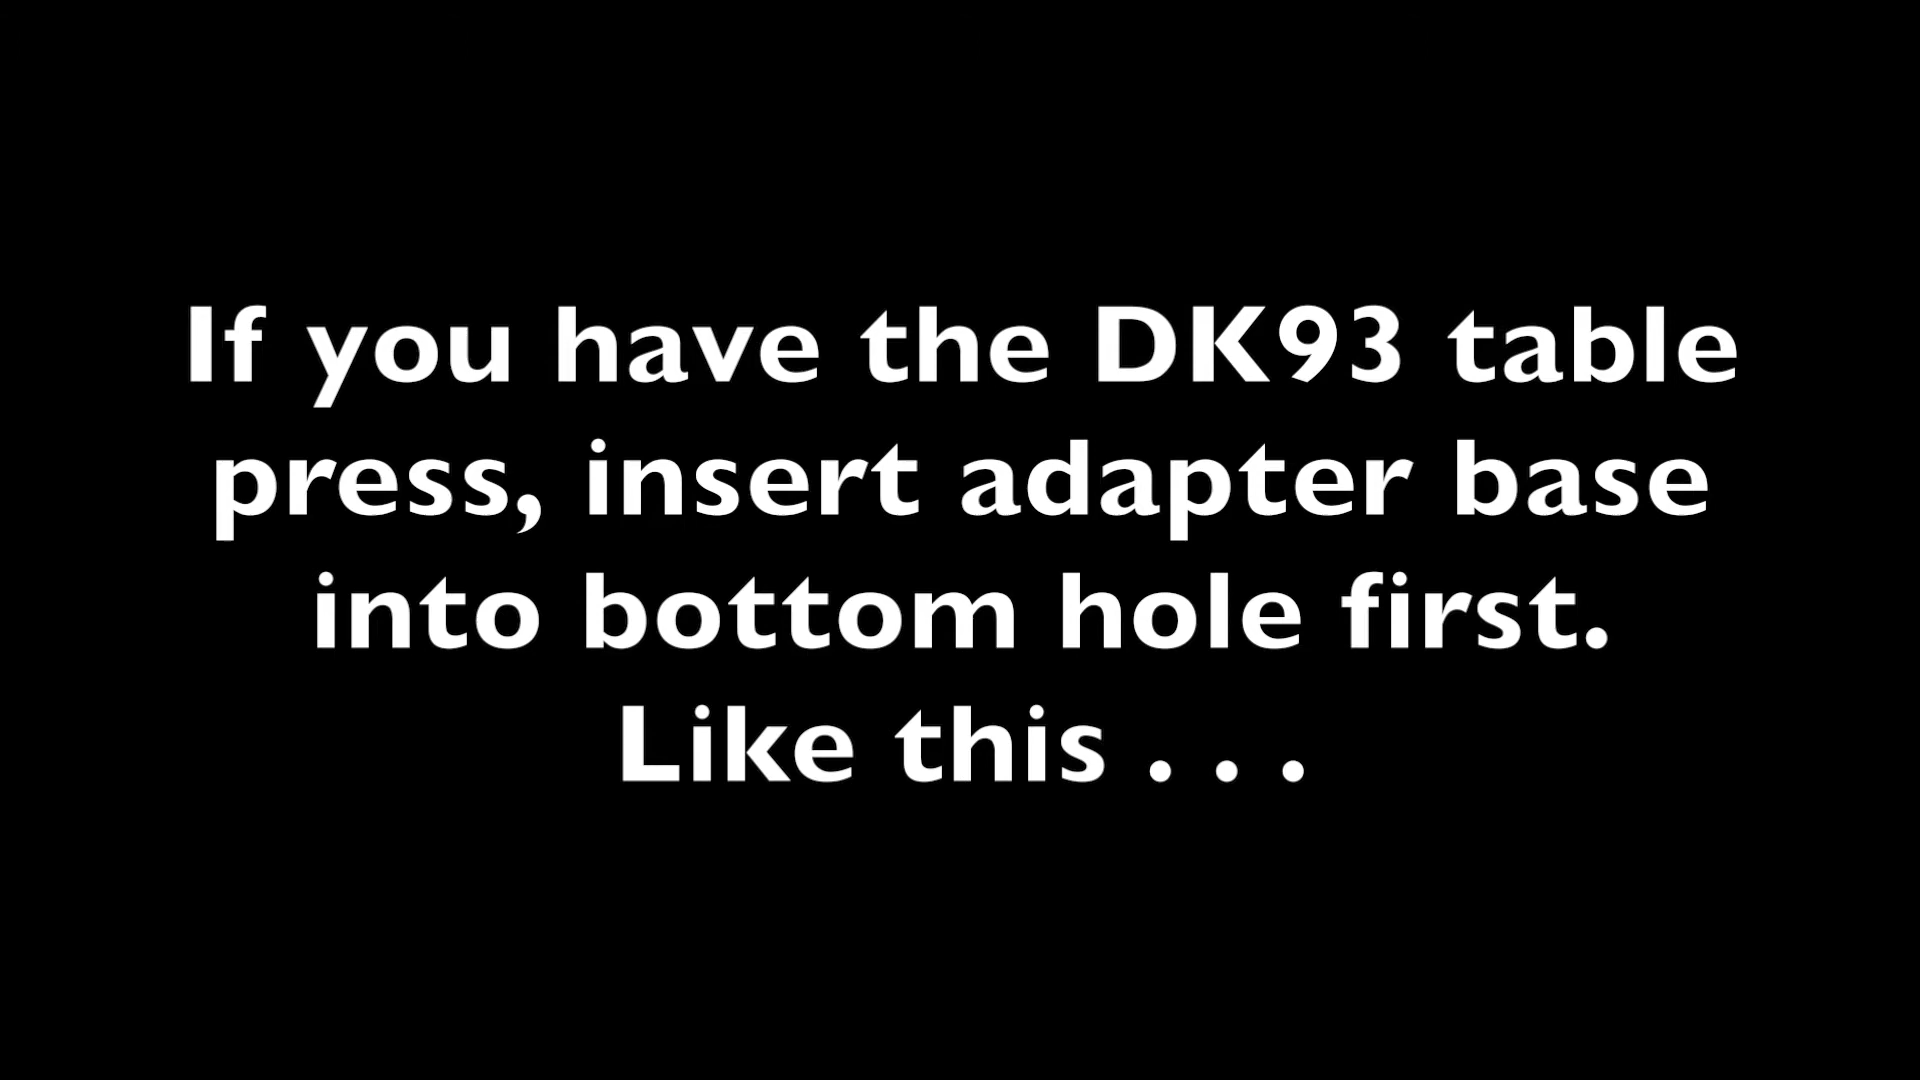 If you have the DK93 table
press, insert adapter base
into bottom hole first.
Like this . . .